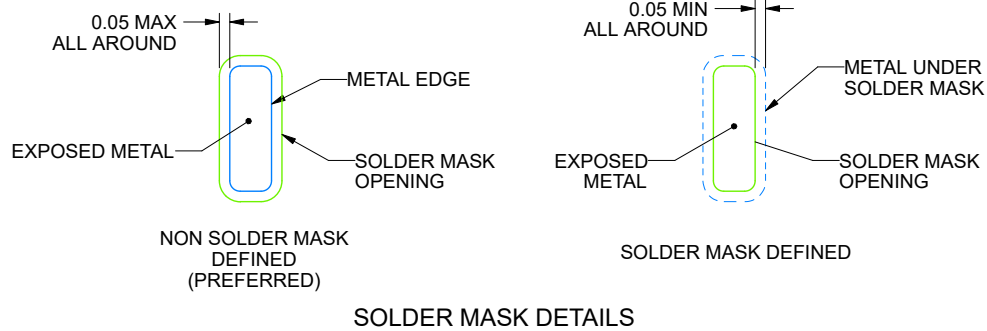 0.05 MAX
ALL AROUND
METAL EDGE
EXPOSED METAL
SOLDER MASK
OPENING
NON SOLDER MASK
DEFINED
(PREFERRED)
0.05 MIN
ALL AROUND
METAL UNDER
SOLDER MASK
EXPOSED
METAL
SOLDER MASK
OPENING
SOLDER MASK DEFINED
SOLDER MASK DETAILS